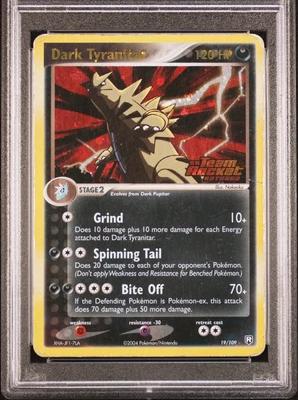 Dark Tyranitar 120 HP
Team
Rocket
RETURNS
Illus. Nakaoka
STAGE 2
Evolves from Dark Pupitar
Grind 10+
Does 10 damage plus 10 more damage for each Energy
attached to Dark Tyranitar.
Spinning Tail
Does 20 damage to each of your opponent's Pokémon.
(Don't apply Weakness and Resistance for Benched Pokémon.)
Bite Off 70+
If the Defending Pokémon is Pokémon-ex, this attack
does 70 damage plus 50 more damage.
weakness resistance -30 retreat cost
©2004 Pokémon/Nintendo 19/109 R